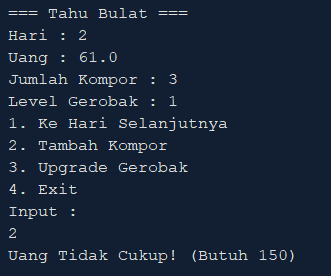 === Tahu Bulat ===
Hari : 2
Uang : 61.0
Jumlah Kompor : 3
Level Gerobak : 1
1. Ke Hari Selanjutnya
2. Tambah Kompor
3. Upgrade Gerobak
4. Exit
Input :
2
Uang Tidak Cukup! (Butuh 150)